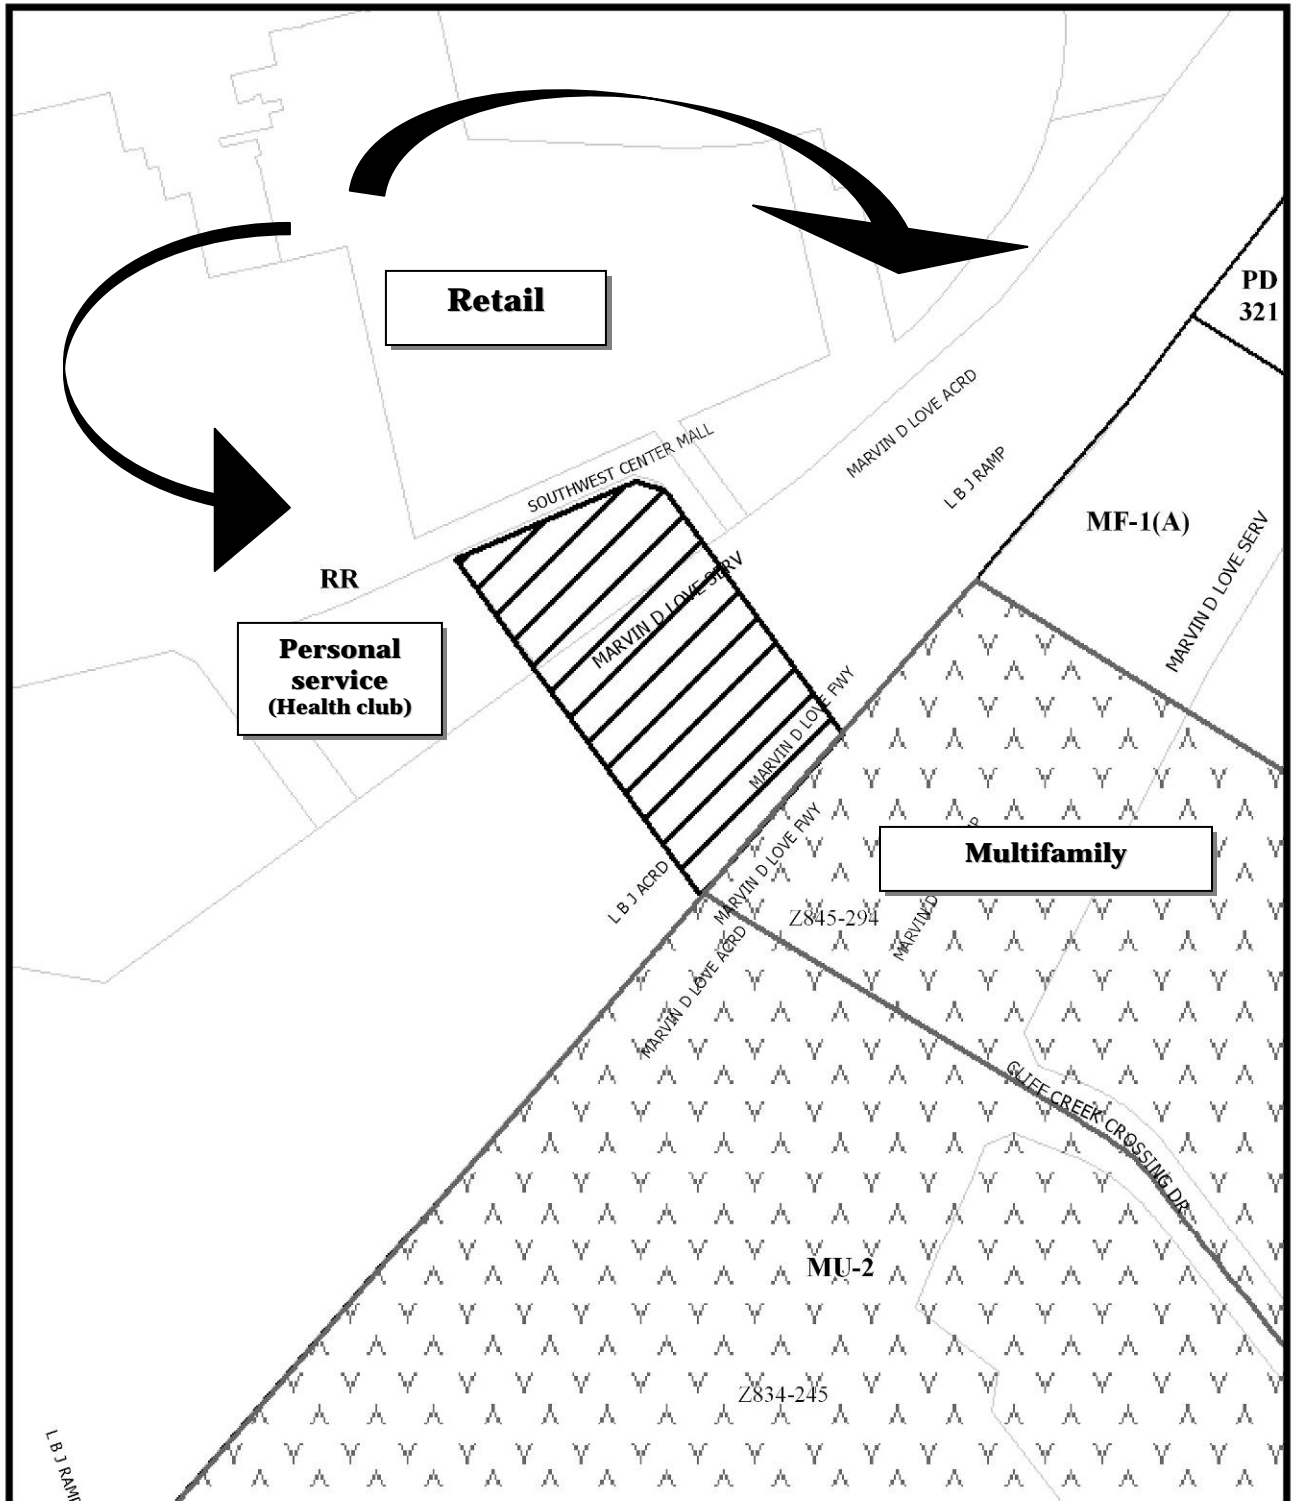 PD
321
Retail
MARVIN D LOVE ACRD
SOUTHWEST CENTER MALL
L B J RAMP
MF-1(A)
MARVIN D LOVE SERV
RR
MARVIN D LOVE SERV
Personal
service
(Health club)
MARVIN D LOVE FWY
MARVIN D LOVE FWY
Multifamily
L B J ACRD
Z845-294
MARVIN D
MARVIN D LOVE ACRD
CLIFF CREEK CROSSING DR
MU-2
Z834-245
L B J RAMP